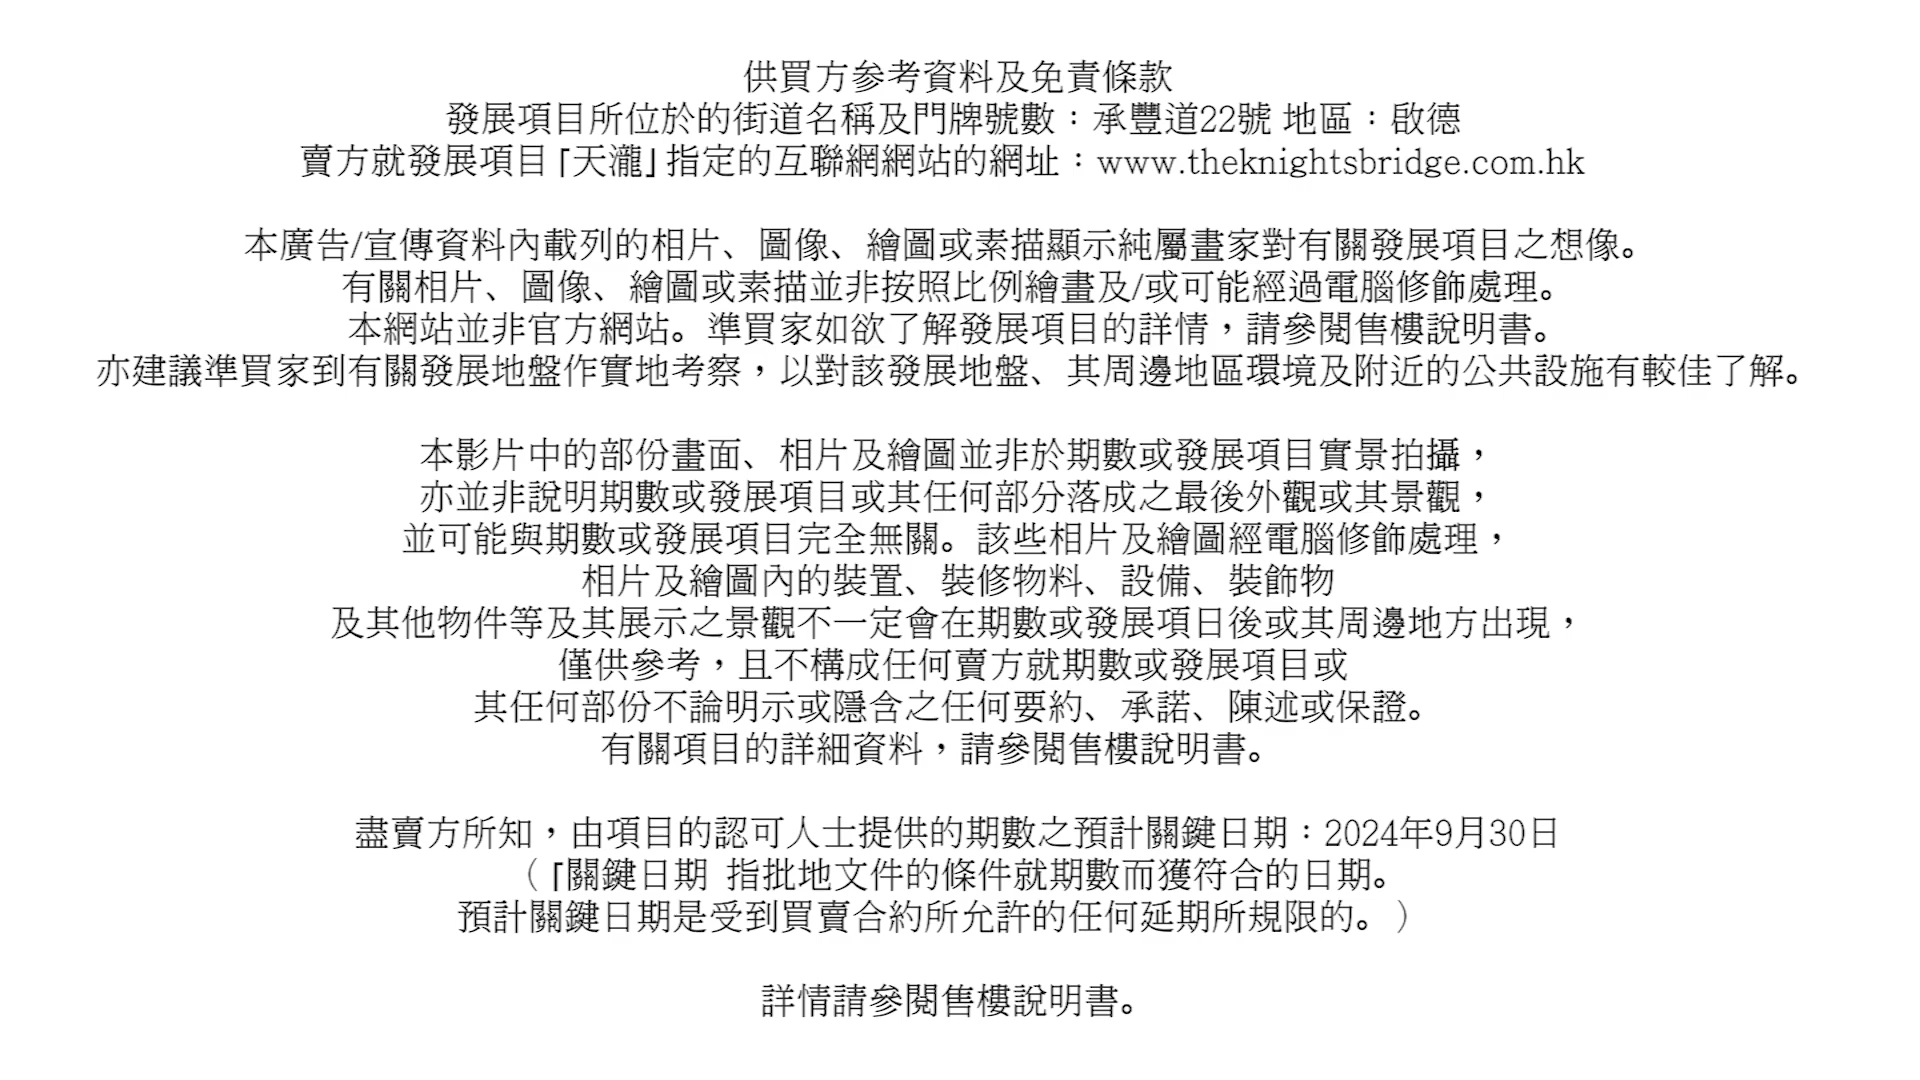 供買方参考資料及免責條款
發展項目所位於的街道名稱及門牌號數：承豐道22號 地區：啟德
賣方就發展項目「天瀧」指定的互聯網網站的網址：www.theknightsbridge.com.hk
本廣告/宣傳資料內載列的相片、圖像、繪圖或素描顯示純屬畫家對有關發展項目之想像。
有關相片、圖像、繪圖或素描並非按照比例繪畫及/或可能經過電腦修飾處理。
本網站並非官方網站。準買家如欲了解發展項目的詳情，請參閱售樓說明書。
亦建議準買家到有關發展地盤作實地考察，以對該發展地盤、其周邊地區環境及附近的公共設施有較佳了解。
本影片中的部份畫面、相片及繪圖並非於期數或發展項目實景拍攝，
亦並非說明期數或發展項目或其任何部分落成之最後外觀或其景觀，
並可能與期數或發展項目完全無關。該些相片及繪圖經電腦修飾處理，
相片及繪圖內的裝置、裝修物料、設備、裝飾物
及其他物件等及其展示之景觀不一定會在期數或發展項日後或其周邊地方出現，
僅供參考，且不構成任何賣方就期數或發展項目或
其任何部份不論明示或隱含之任何要約、承諾、陳述或保證。
有關項目的詳細資料，請參閱售樓說明書。
盡賣方所知，由項目的認可人士提供的期數之預計關鍵日期：2024年9月30日
（「關鍵日期 指批地文件的條件就期數而獲符合的日期。
預計關鍵日期是受到買賣合約所允許的任何延期所規限的。）
詳情請參閱售樓說明書。